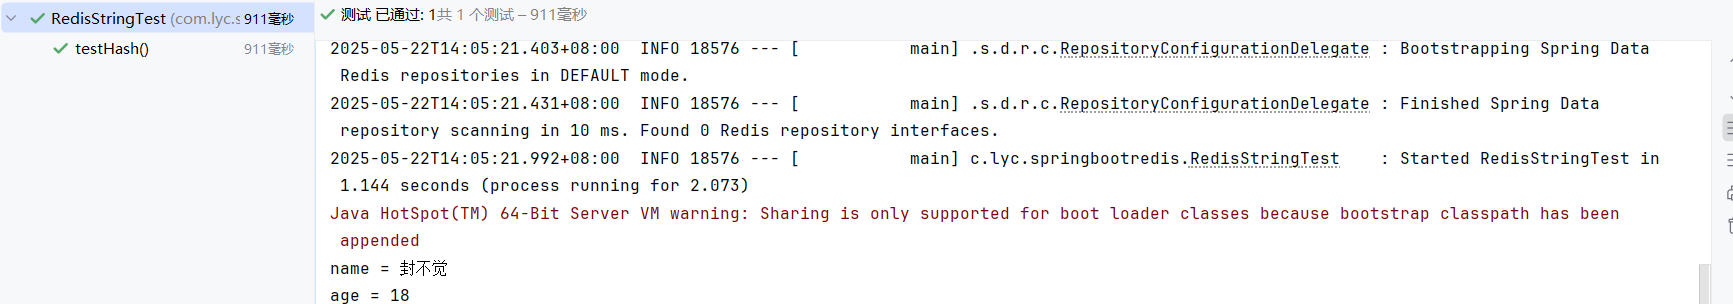 RedisStringTest (com.lyc.s 911毫秒
testHash() 911毫秒
测试 已通过: 1共 1 个测试 – 911毫秒
2025-05-22T14:05:21.403+08:00  INFO 18576 --- [           main] .s.d.r.c.RepositoryConfigurationDelegate : Bootstrapping Spring Data
Redis repositories in DEFAULT mode.
2025-05-22T14:05:21.431+08:00  INFO 18576 --- [           main] .s.d.r.c.RepositoryConfigurationDelegate : Finished Spring Data
repository scanning in 10 ms. Found 0 Redis repository interfaces.
2025-05-22T14:05:21.992+08:00  INFO 18576 --- [           main] c.lyc.springbootredis.RedisStringTest    : Started RedisStringTest in
1.144 seconds (process running for 2.073)
Java HotSpot(TM) 64-Bit Server VM warning: Sharing is only supported for boot loader classes because bootstrap classpath has been
appended
name = 封不觉
age = 18